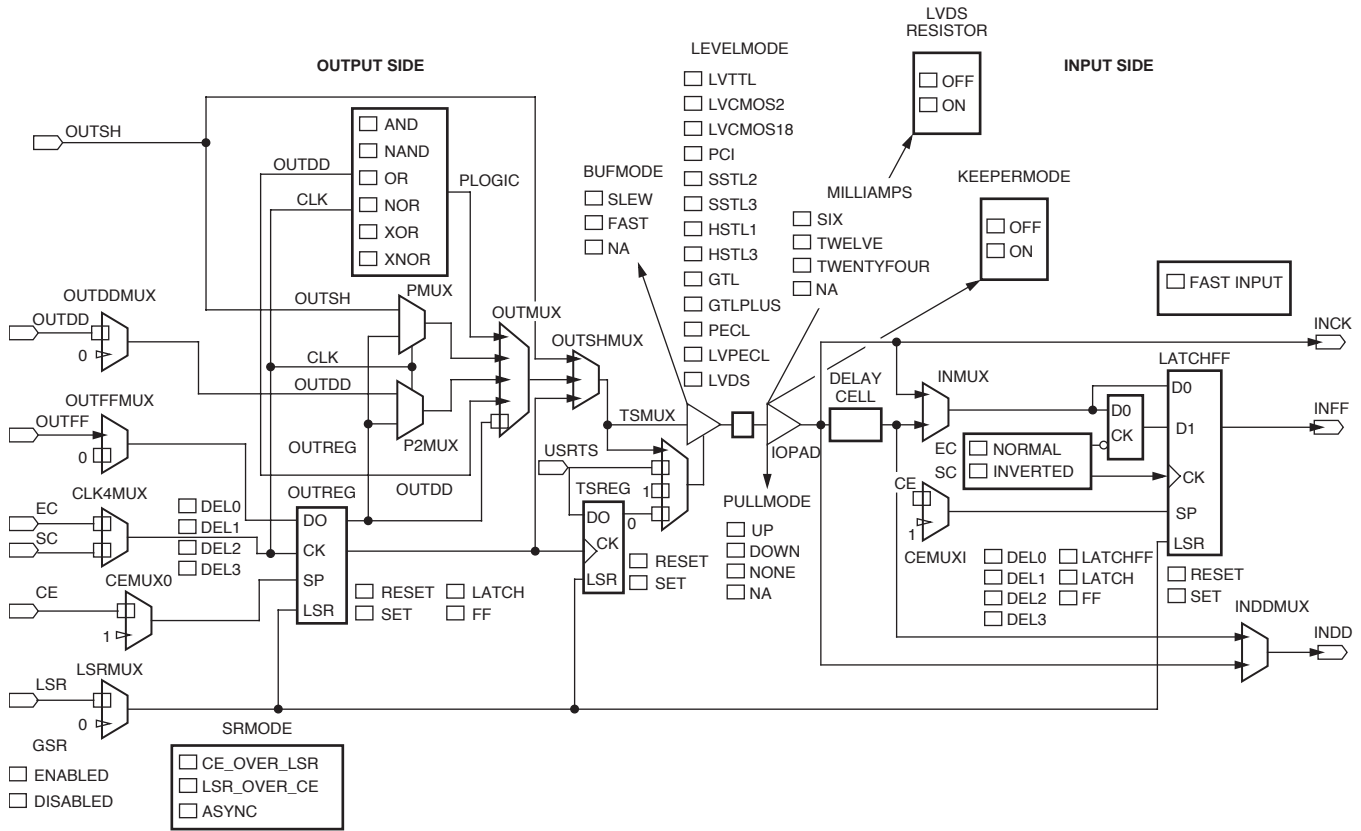 LVDS
RESISTOR
OFF
ON
LEVELMODE
LVTTL
LVCMOS2
LVCMOS18
PCI
SSTL2
SSTL3
HSTL1
HSTL3
GTL
GTLPLUS
PECL
LVPECL
LVDS
OUTPUT SIDE
INPUT SIDE
OUTSH
AND
NAND
OR
NOR
XOR
XNOR
OUTDD
CLK
PLOGIC
BUFMODE
SLEW
FAST
NA
MILLIAMPS
SIX
TWELVE
TWENTYFOUR
NA
KEEPERMODE
OFF
ON
FAST INPUT
OUTDDMUX
OUTDD
0
OUTSH
PMUX
OUTMUX
OUTSHMUX
CLK
OUTDD
P2MUX
OUTREG
OUTDD
OUTFFMUX
OUTFF
0
CLK4MUX
EC
SC
DEL0
DEL1
DEL2
DEL3
OUTREG
DO
CK
SP
LSR
RESET
SET
LATCH
FF
CEMUX0
CE
1
LSRMUX
LSR
0
GSR
ENABLED
DISABLED
SRMODE
CE_OVER_LSR
LSR_OVER_CE
ASYNC
TSMUX
USRTS
1
0
TSREG
DO
CK
LSR
RESET
SET
IOPAD
PULLMODE
UP
DOWN
NONE
NA
DELAY
CELL
INMUX
INCK
LATCHFF
D0
D1
CK
SP
LSR
D0
CK
INFF
EC
SC
NORMAL
INVERTED
CE
1
CEMUXI
DEL0
DEL1
DEL2
DEL3
LATCHFF
LATCH
FF
RESET
SET
INDDMUX
INDD